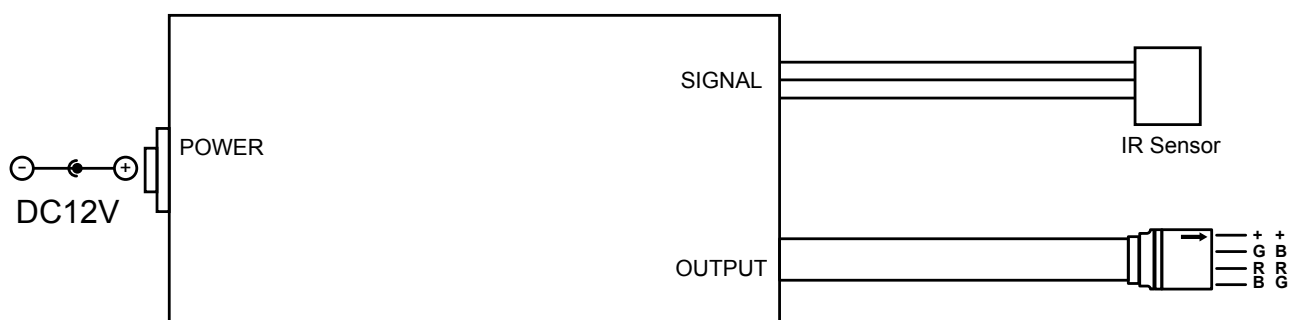 SIGNAL
IR Sensor
POWER
- +
DC12V
OUTPUT
+ +
G B
R R
B G